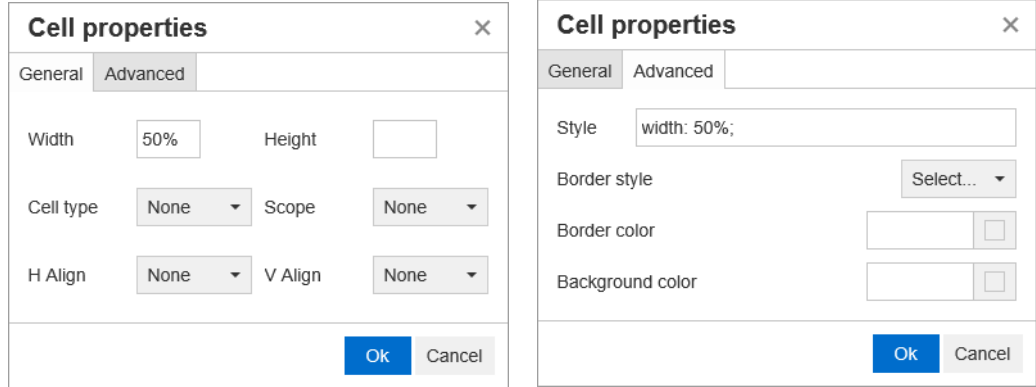 Cell properties ×
General Advanced
Width 50% Height
Cell type None Scope None
H Align None V Align None
Ok Cancel
Cell properties ×
General Advanced
Style width: 50%;
Border style Select...
Border color
Background color
Ok Cancel